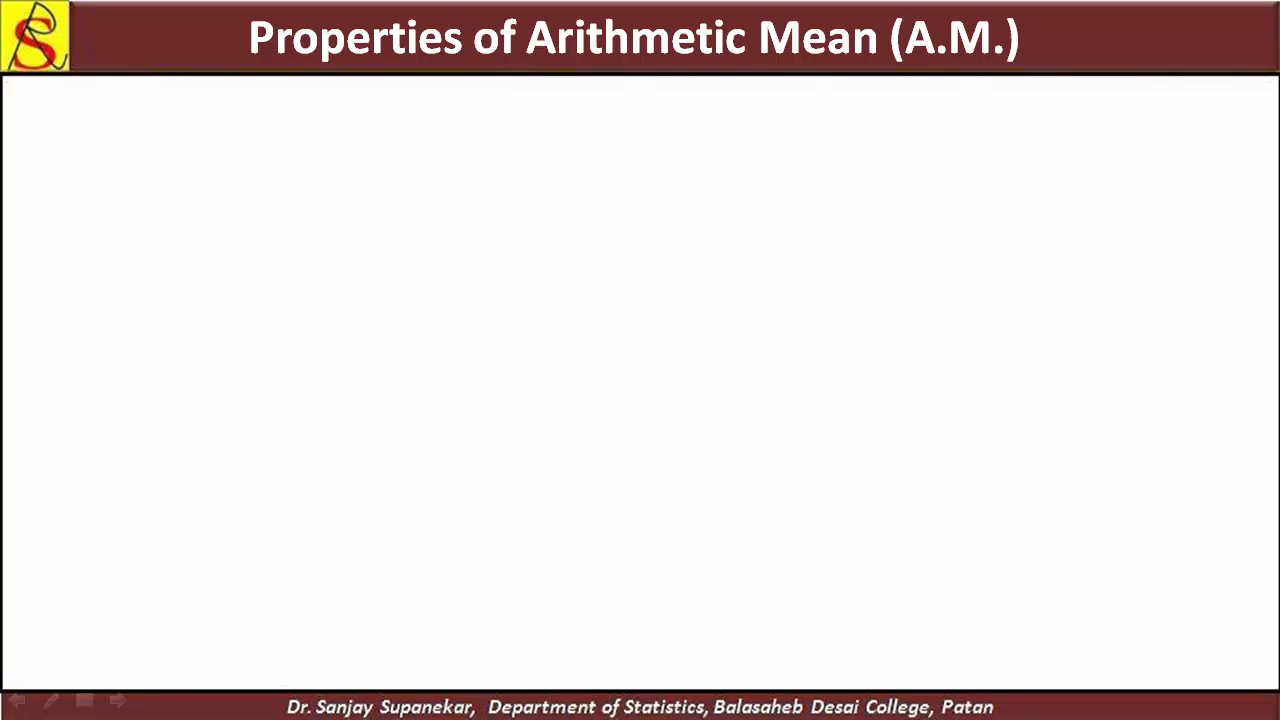 S
Properties of Arithmetic Mean (A.M.)
Dr. Sanjay Supanekar, Department of Statistics, Balasaheb Desai College, Patan